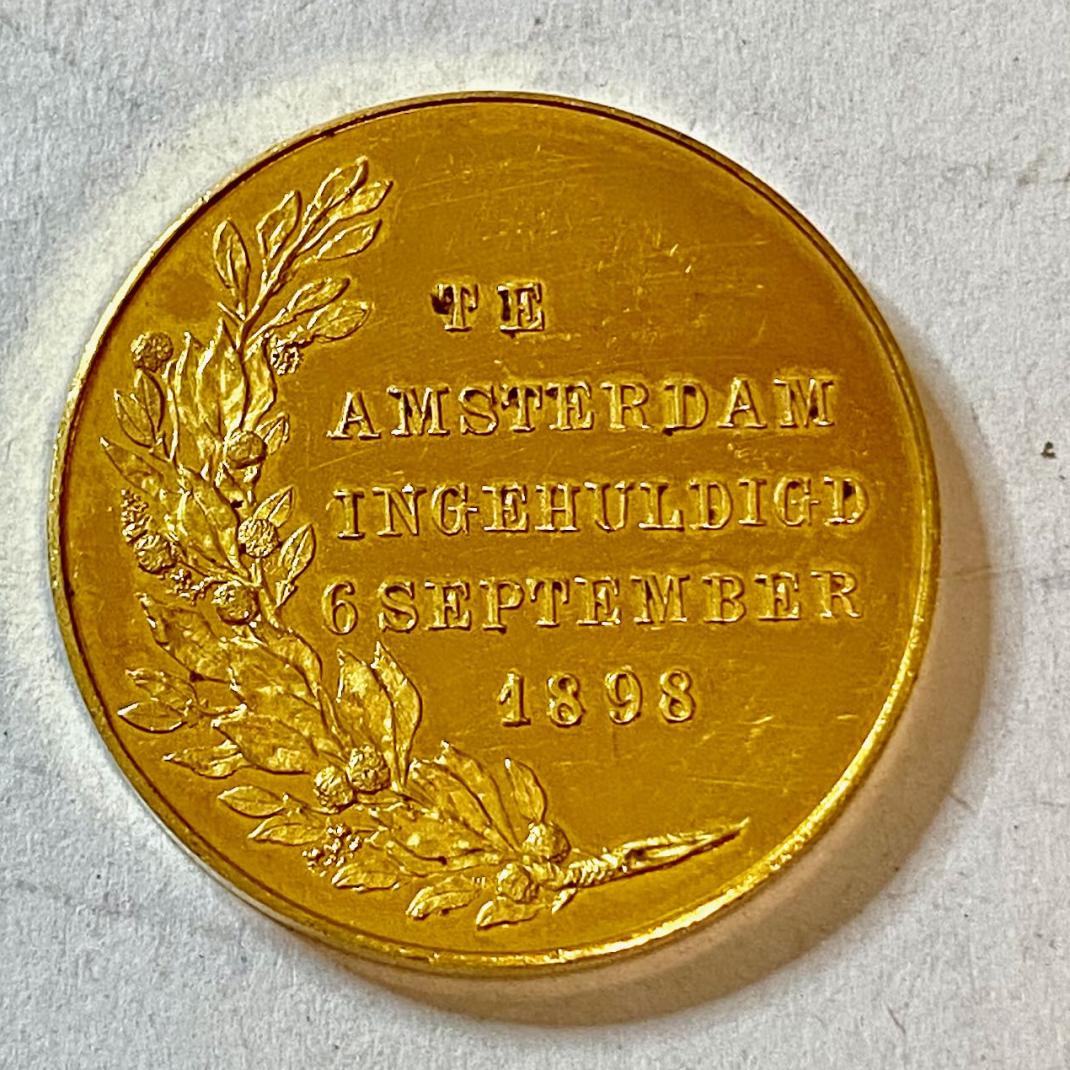 TE
AMSTERDAM
INGEHULDIGD
6 SEPTEMBER
1898